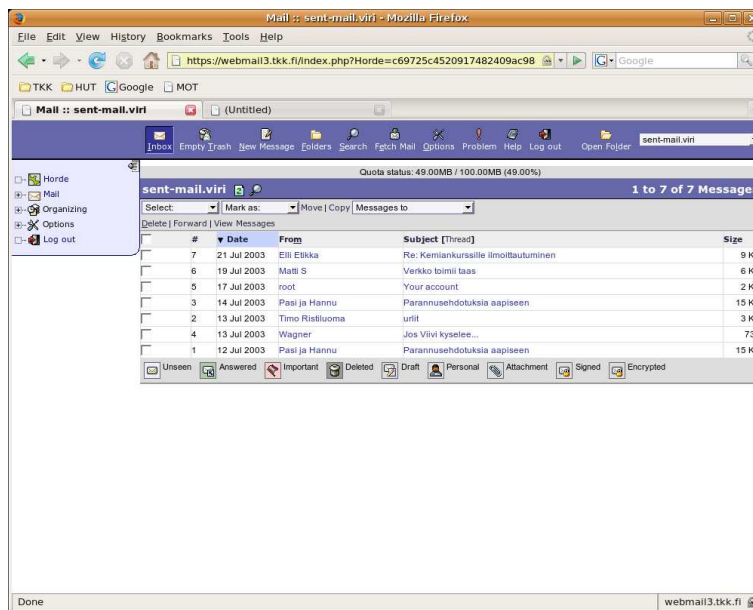 Mail :: sent-mail.viri - Mozilla Firefox
File Edit View History Bookmarks Tools Help
https://webmail3.tkk.fi/index.php?Horde=c69725c4520917482409ac98 Google
TKK HUT Google MOT
Mail :: sent-mail.viri (Untitled)
Inbox Empty Trash New Message Folders Search Fetch Mail Options Problem Help Log out Open Folder sent-mail.viri
Quota status: 49.00MB / 100.00MB (49.00%)
Horde
Mail
Organizing
Options
Log out
sent-mail.viri 1 to 7 of 7 Message
Select: Mark as: Move | Copy Messages to
Delete | Forward | View Messages
# Date From Subject [Thread] Size
7 21 Jul 2003 Elli Etikka Re: Kemiankurssille ilmoittautuminen 9 K
6 19 Jul 2003 Matti S Verkko toimii taas 6 K
5 17 Jul 2003 root Your account 2 K
3 14 Jul 2003 Pasi ja Hannu Parannusehdotuksia aapiseen 15 K
2 13 Jul 2003 Timo Ristiluoma urlit 3 K
4 13 Jul 2003 Wagner Jos Viivi kyselee... 73
1 12 Jul 2003 Pasi ja Hannu Parannusehdotuksia aapiseen 15 K
Unseen Answered Important Deleted Draft Personal Attachment Signed Encrypted
Done webmail3.tkk.fi